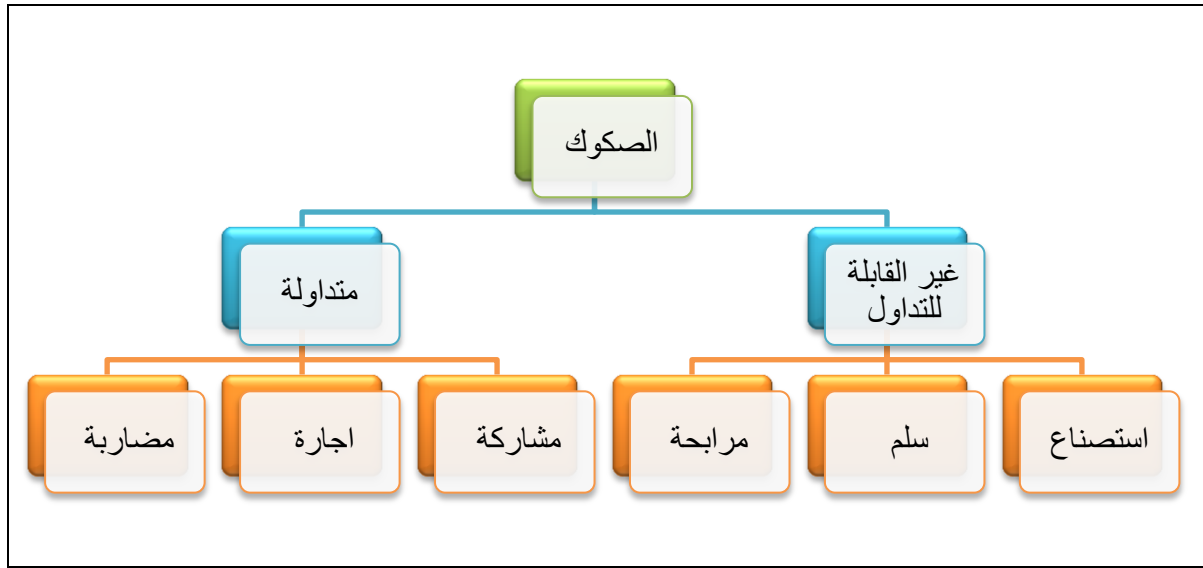 الصكوك
غير القابلة
للتداول
متداولة
استصناع
سلم
مرابحة
مشاركة
اجارة
مضاربة